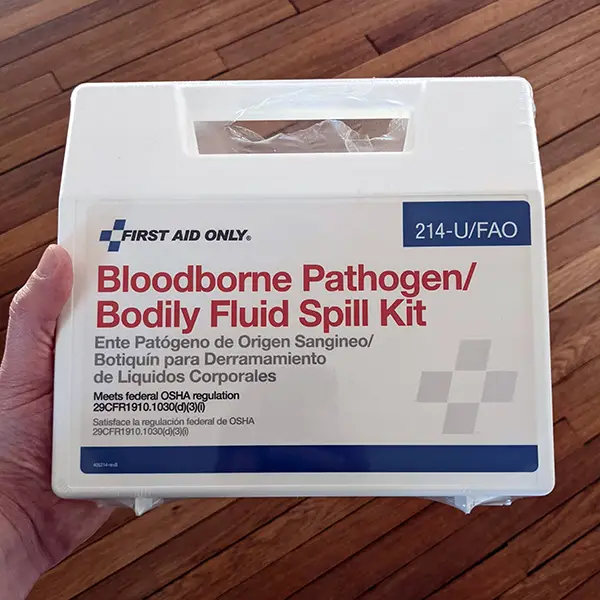 FIRST AID ONLY®
214-U/FAO
Bloodborne Pathogen/
Bodily Fluid Spill Kit
Ente Patógeno de Origen Sangineo/
Botiquín para Derramamiento
de Liquidos Corporales
Meets federal OSHA regulation
29CFR1910.1030(d)(3)(i)
Satisface la regulación federal de OSHA
29CFR1910.1030(d)(3)(i)